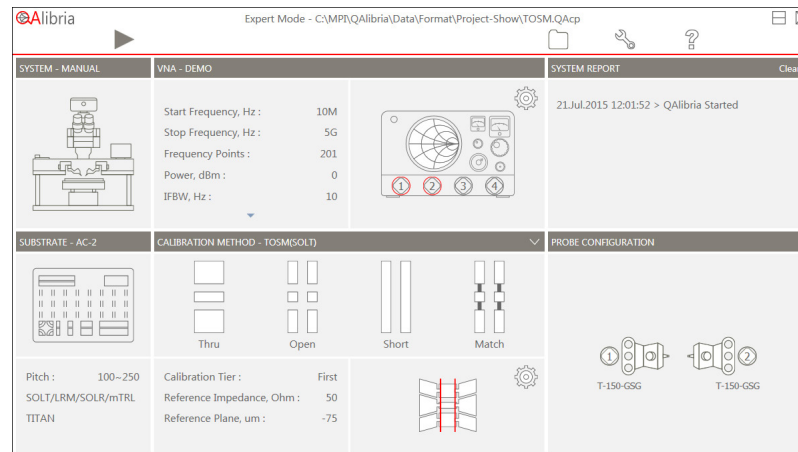 QAlibria
Expert Mode - C:\MPI\QAlibria\Data\Format\Project-Show\TOSM.QAcp
SYSTEM - MANUAL
VNA - DEMO
SYSTEM REPORT
Clear
Start Frequency, Hz : 10M
Stop Frequency, Hz : 5G
Frequency Points : 201
Power, dBm : 0
IFBW, Hz : 10
1 2 3 4
21.Jul.2015 12:01:52 > QAlibria Started
SUBSTRATE - AC-2
CALIBRATION METHOD - TOSM(SOLT)
PROBE CONFIGURATION
Thru Open Short Match
1 2
T-150-GSG T-150-GSG
Pitch : 100~250
SOLT/LRM/SOLR/mTRL
TITAN
Calibration Tier : First
Reference Impedance, Ohm : 50
Reference Plane, um : -75